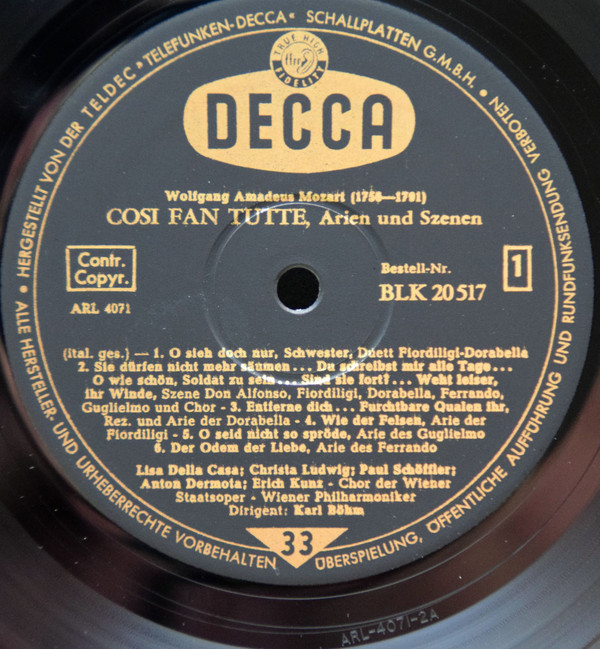 HERGESTELLT VON DER TELDEC »TELEFUNKEN-DECCA« SCHALLPLATTEN G.M.B.H. •
ALLE HERSTELLER- UND URHEBERRECHTE VORBEHALTEN
ÜBERSPIELUNG, ÖFFENTLICHE AUFFÜHRUNG UND RUNDFUNKSENDUNG VERBOTEN •
TRUE HIGH
ffrr
FIDELITY
DECCA
Wolfgang Amadeus Mozart (1756—1791)
COSI FAN TUTTE, Arien und Szenen
Contr.
Copyr.
Bestell-Nr.
1
ARL 4071
BLK 20517
(ital. ges.) — 1. O sieh doch nur, Schwester, Duett Fiordiligi-Dorabella
2. Sie dürfen nicht mehr säumen... Du schreibst mir alle Tage...
O wie schön, Soldat zu sein... Sind sie fort?... Weht leiser,
ihr Winde, Szene Don Alfonso, Fiordiligi, Dorabella, Ferrando,
Guglielmo und Chor - 3. Entferne dich... Furchtbare Qualen ihr,
Rez. und Arie der Dorabella - 4. Wie der Felsen, Arie der
Fiordiligi - 5. O seid nicht so spröde, Arie des Guglielmo
6. Der Odem der Liebe, Arie des Ferrando
Lisa Della Casa; Christa Ludwig; Paul Schöffler;
Anton Dermota; Erich Kunz - Chor der Wiener
Staatsoper - Wiener Philharmoniker
Dirigent: Karl Böhm
33
ARL-4071-2A